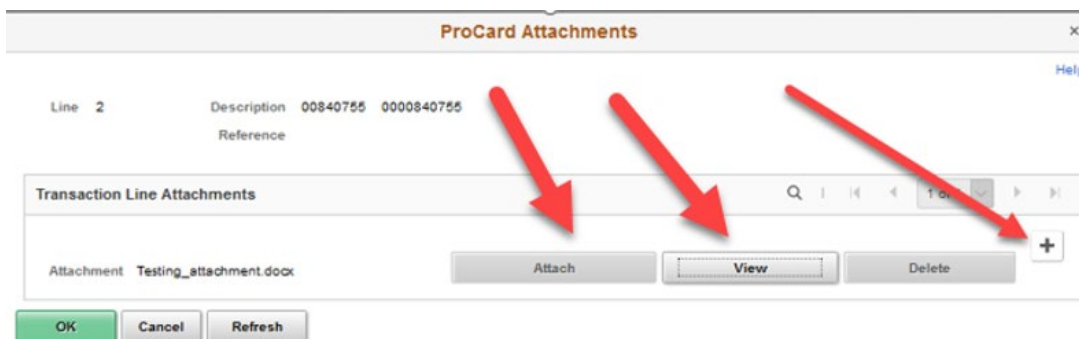 ProCard Attachments
×
Help
Line 2 Description 00840755 0000840755
Reference
Transaction Line Attachments
Attachment Testing_attachment.docx Attach View Delete +
OK Cancel Refresh